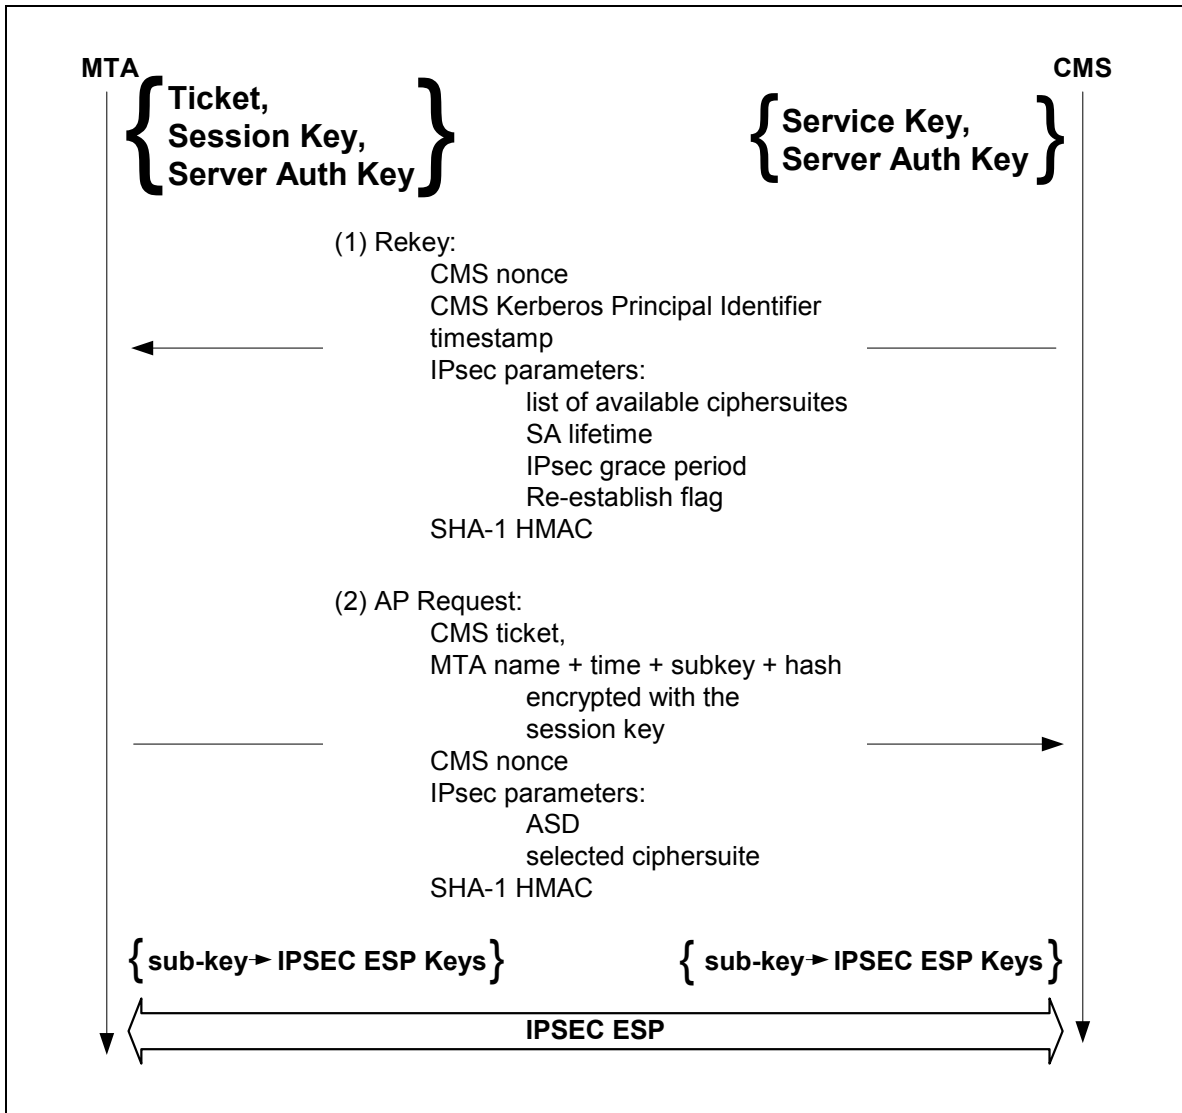 MTA
CMS
{ Ticket,
Session Key,
Server Auth Key }
{ Service Key,
Server Auth Key }
(1) Rekey:
CMS nonce
CMS Kerberos Principal Identifier
timestamp
IPsec parameters:
list of available ciphersuites
SA lifetime
IPsec grace period
Re-establish flag
SHA-1 HMAC
(2) AP Request:
CMS ticket,
MTA name + time + subkey + hash
encrypted with the
session key
CMS nonce
IPsec parameters:
ASD
selected ciphersuite
SHA-1 HMAC
{ sub-key → IPSEC ESP Keys }
{ sub-key → IPSEC ESP Keys }
IPSEC ESP